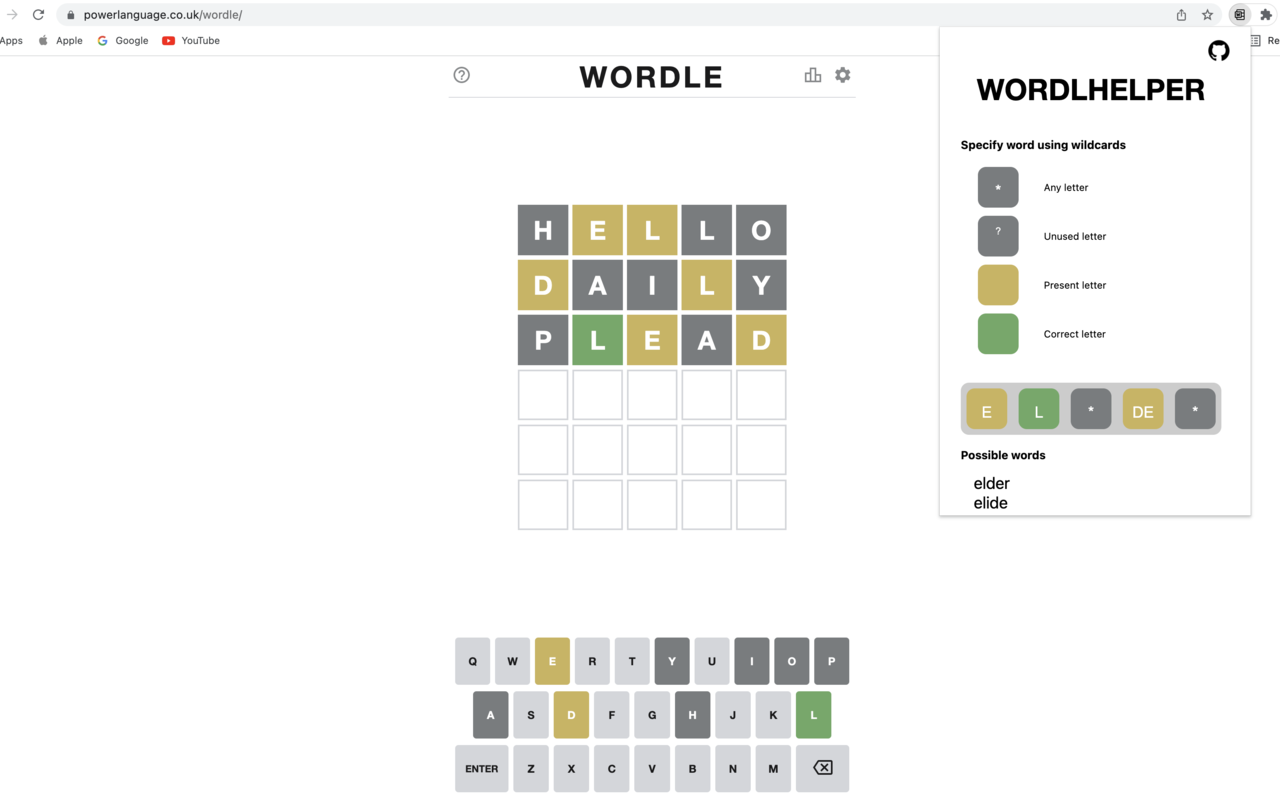 powerlanguage.co.uk/wordle/
Apps Apple Google YouTube Re
WORDLE
H E L L O
D A I L Y
P L E A D
Q W E R T Y U I O P
A S D F G H J K L
ENTER Z X C V B N M
WORDLHELPER
Specify word using wildcards
* Any letter
? Unused letter
Present letter
Correct letter
E L * DE *
Possible words
elder
elide